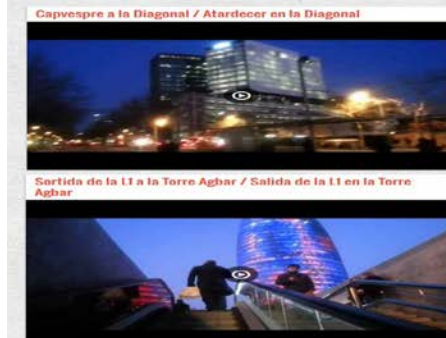 Capvespre a la Diagonal / Atardecer en la Diagonal
Sortida de la L1 a la Torre Agbar / Salida de la L1 en la Torre
Agbar